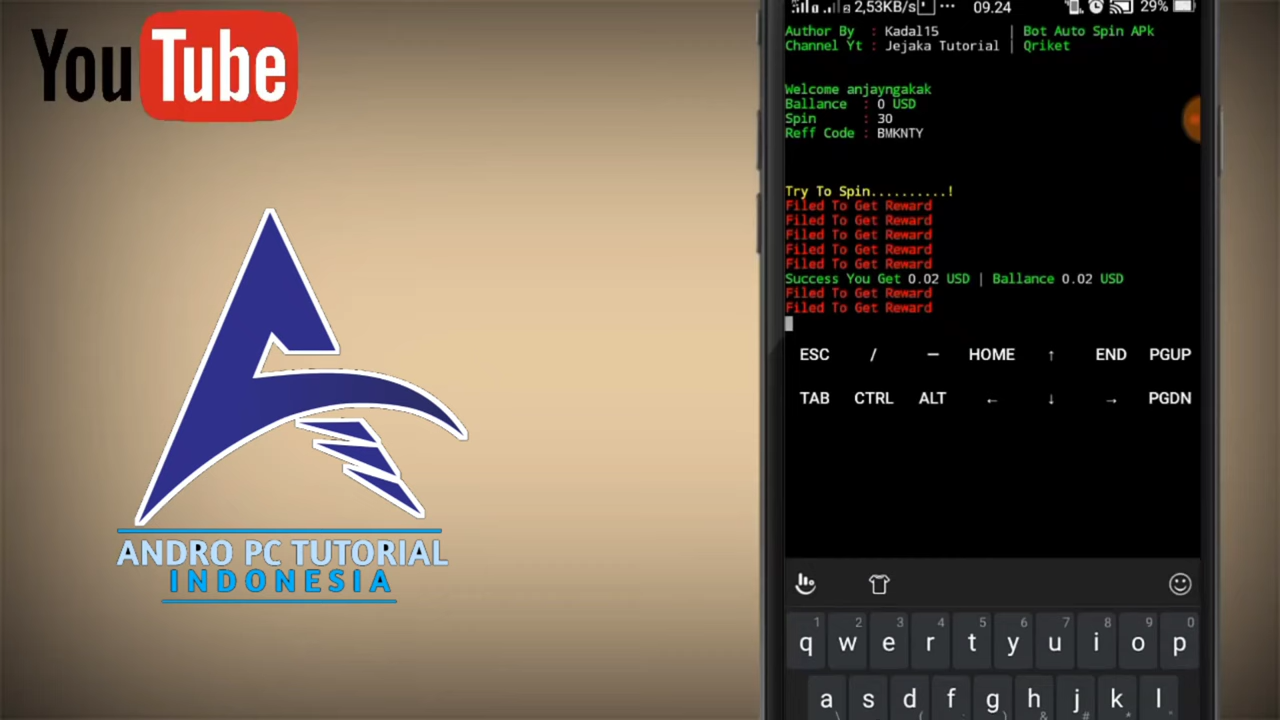 YouTube
ANDRO PC TUTORIAL
INDONESIA
2,53KB/s ... 09.24 29%
Author By : Kadal15 | Bot Auto Spin APk
Channel Yt : Jejaka Tutorial | Qriket
Welcome anjayngakak
Ballance : 0 USD
Spin : 30
Reff Code : BMKNTY
Try To Spin..........!
Filed To Get Reward
Filed To Get Reward
Filed To Get Reward
Filed To Get Reward
Filed To Get Reward
Success You Get 0.02 USD | Ballance 0.02 USD
Filed To Get Reward
Filed To Get Reward
ESC / — HOME ↑ END PGUP
TAB CTRL ALT ← ↓ → PGDN
1 2 3 4 5 6 7 8 9 0
q w e r t y u i o p
a s d f g h j k l